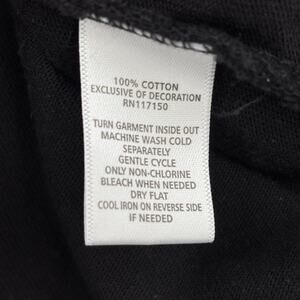 100% COTTON
EXCLUSIVE OF DECORATION
RN117150
TURN GARMENT INSIDE OUT
MACHINE WASH COLD
SEPARATELY
GENTLE CYCLE
ONLY NON-CHLORINE
BLEACH WHEN NEEDED
DRY FLAT
COOL IRON ON REVERSE SIDE
IF NEEDED